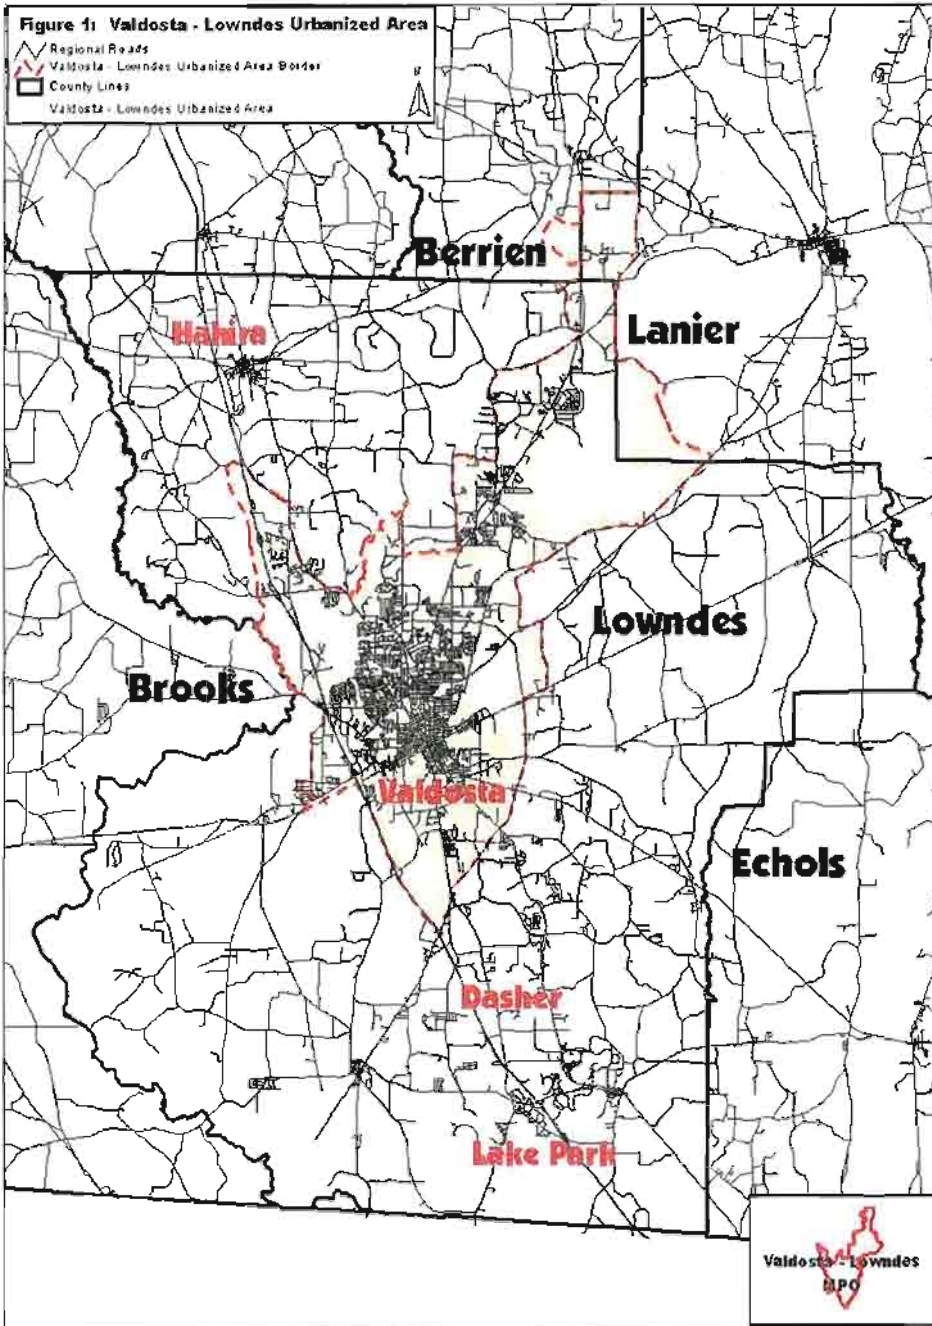 Figure 1: Valdosta - Lowndes Urbanized Area
Regional Roads
Valdosta - Lowndes Urbanized Area Border
County Lines
Valdosta - Lowndes Urbanized Area
N
Berrien
Lanier
Hahira
Lowndes
Brooks
Valdosta
Echols
Dasher
Lake Park
Valdosta - Lowndes
MPO